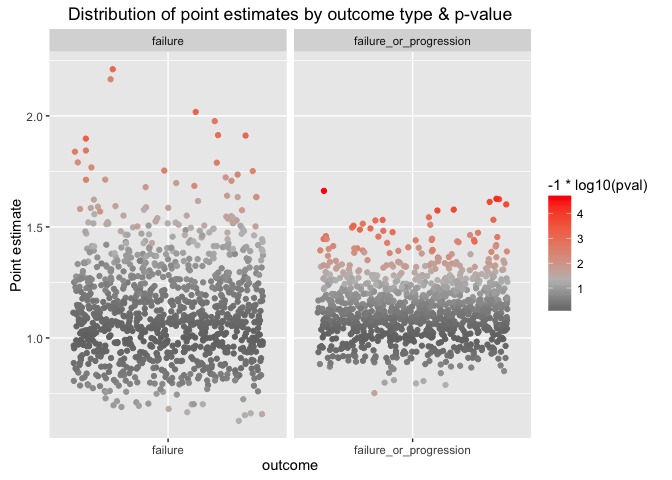 Distribution of point estimates by outcome type & p-value
failure
failure_or_progression
2.0
1.5
1.0
Point estimate
failure
failure_or_progression
outcome
-1 * log10(pval)
4
3
2
1